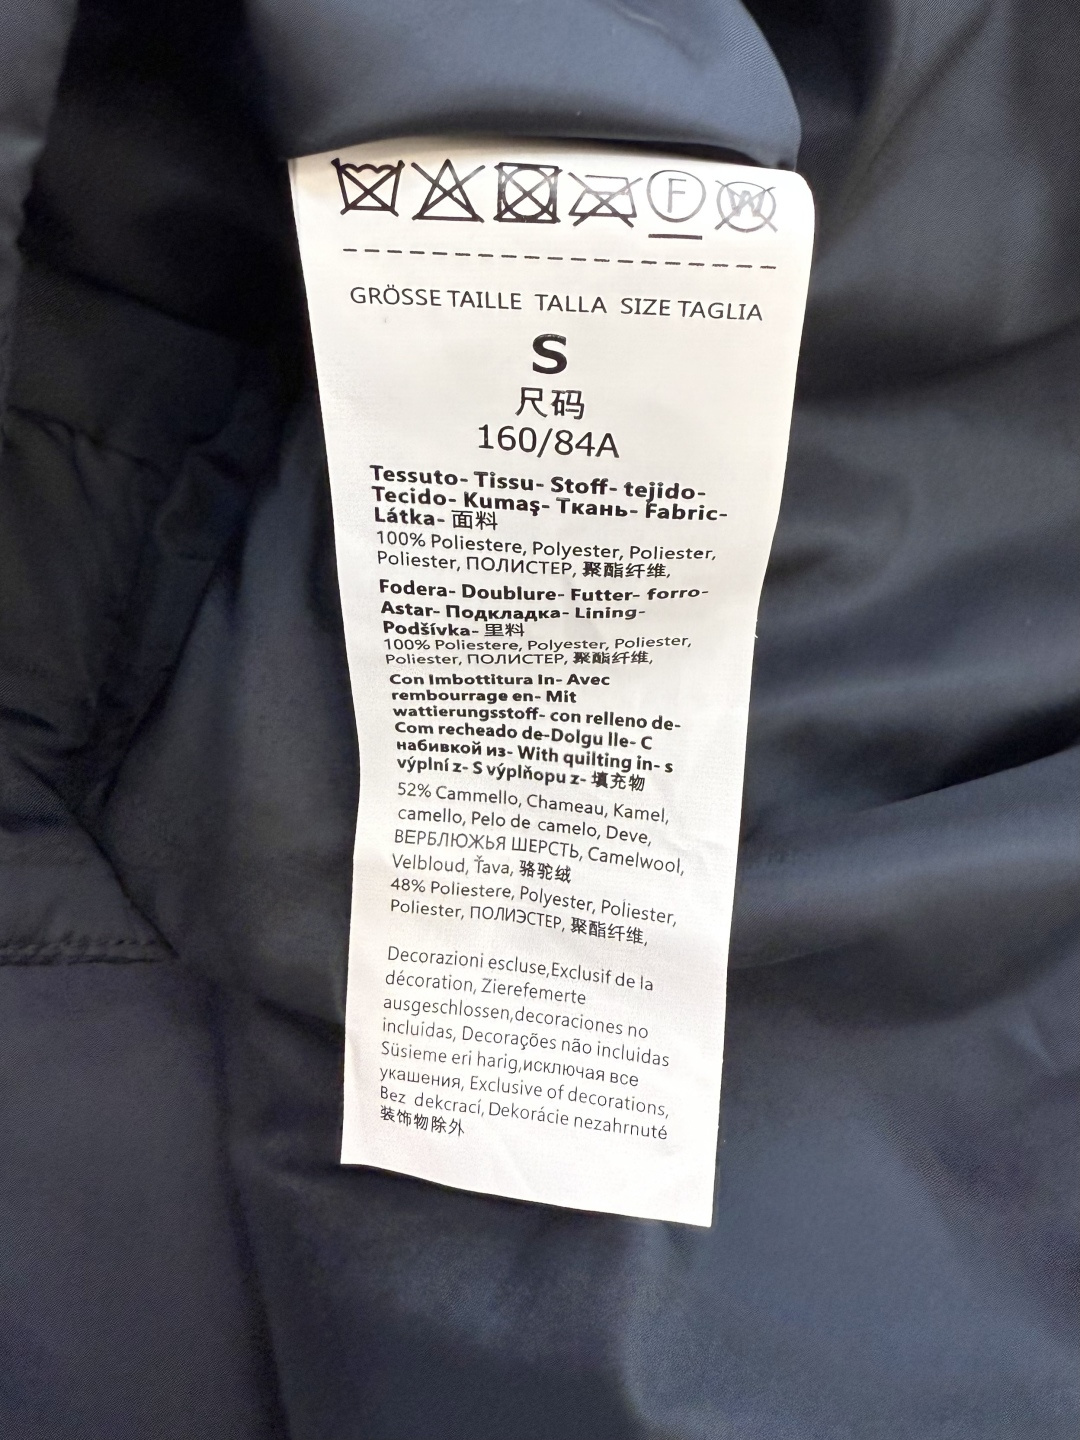 F W
GRÖSSE TAILLE TALLA SIZE TAGLIA
S
尺码
160/84A
Tessuto- Tissu- Stoff- tejido-
Tecido- Kumaş- Ткань- Fabric-
Látka- 面料
100% Poliestere, Polyester, Poliester,
Poliester, ПОЛИСТЕР, 聚酯纤维,
Fodera- Doublure- Futter- forro-
Astar- Подкладка- Lining-
Podšívka- 里料
100% Poliestere, Polyester, Poliester,
Poliester, ПОЛИСТЕР, 聚酯纤维,
Con Imbottitura In- Avec
rembourrage en- Mit
wattierungsstoff- con relleno de-
Com recheado de-Dolgu lle- C
набивкой из- With quilting in- s
výplní z- S výplňopu z- 填充物
52% Cammello, Chameau, Kamel,
camello, Pelo de camelo, Deve,
ВЕРБЛЮЖЬЯ ШЕРСТЬ, Camelwool,
Velbloud, Ťava, 骆驼绒
48% Poliestere, Polyester, Poliester,
Poliester, ПОЛИЭСТЕР, 聚酯纤维,
Decorazioni escluse,Exclusif de la
décoration, Zierefemerte
ausgeschlossen,decoraciones no
incluidas, Decorações não incluidas
Süsieme eri harig,исключая все
укашения, Exclusive of decorations,
Bez dekcrací, Dekorácie nezahrnuté
装饰物除外